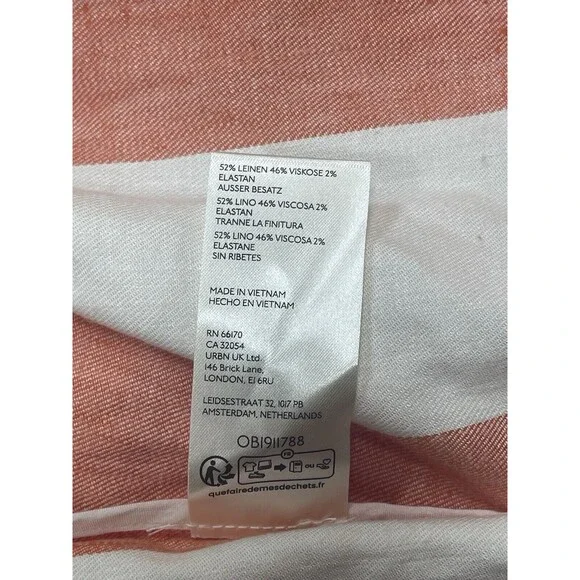 52% LEINEN 46% VISKOSE 2%
ELASTAN
AUSSER BESATZ
52% LINO 46% VISCOSA 2%
ELASTAN
TRANNE LA FINITURA
52% LINO 46% VISCOSA 2%
ELASTANE
SIN RIBETES
MADE IN VIETNAM
HECHO EN VIETNAM
RN 66170
CA 32054
URBN UK Ltd.
146 Brick Lane,
LONDON, E1 6RU
LEIDSESTRAAT 32, 1017 PB
AMSTERDAM, NETHERLANDS
OB1911788
FR
OU
quefairedemesdechets.fr